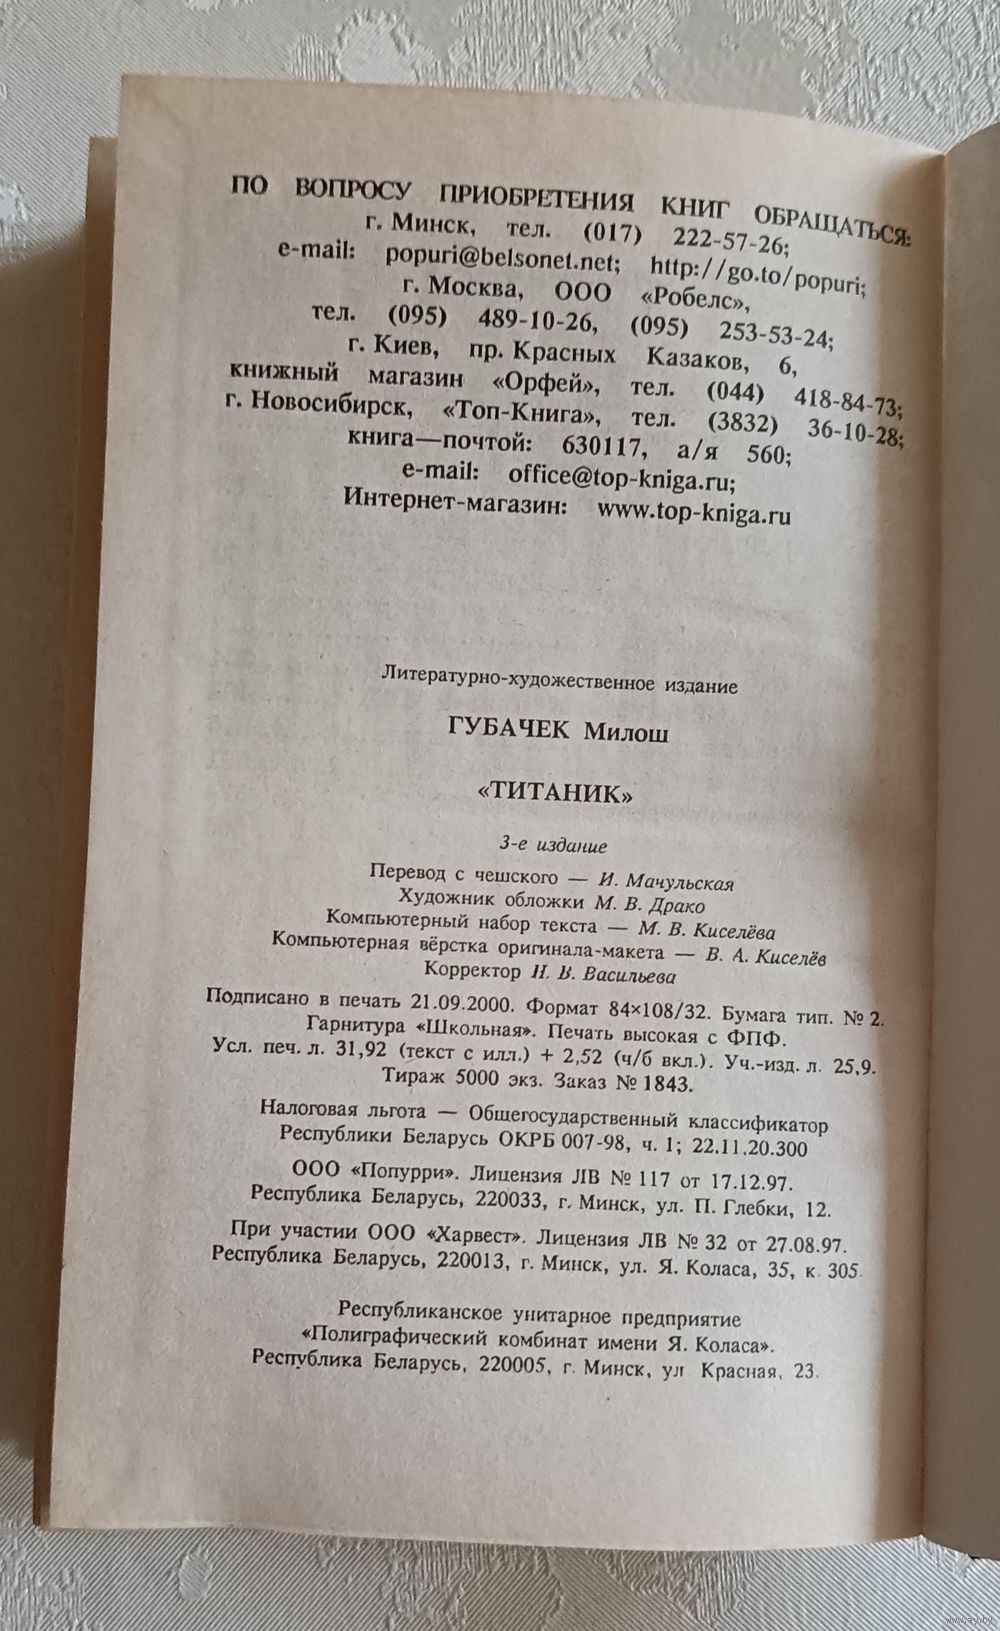 ПО ВОПРОСУ ПРИОБРЕТЕНИЯ КНИГ ОБРАЩАТЬСЯ:
г. Минск, тел. (017) 222-57-26;
e-mail: popuri@belsonet.net; http://go.to/popuri;
г. Москва, ООО «Робелс»,
тел. (095) 489-10-26, (095) 253-53-24;
г. Киев, пр. Красных Казаков, 6,
книжный магазин «Орфей», тел. (044) 418-84-73;
г. Новосибирск, «Топ-Книга», тел. (3832) 36-10-28;
книга—почтой: 630117, а/я 560;
e-mail: office@top-kniga.ru;
Интернет-магазин: www.top-kniga.ru
Литературно-художественное издание
ГУБАЧЕК Милош
«ТИТАНИК»
3-е издание
Перевод с чешского — И. Мачульская
Художник обложки М. В. Драко
Компьютерный набор текста — М. В. Киселёва
Компьютерная вёрстка оригинала-макета — В. А. Киселёв
Корректор Н. В. Васильева
Подписано в печать 21.09.2000. Формат 84×108/32. Бумага тип. № 2.
Гарнитура «Школьная». Печать высокая с ФПФ.
Усл. печ. л. 31,92 (текст с илл.) + 2,52 (ч/б вкл.). Уч.-изд. л. 25,9.
Тираж 5000 экз. Заказ № 1843.
Налоговая льгота — Общегосударственный классификатор
Республики Беларусь ОКРБ 007-98, ч. 1; 22.11.20.300
ООО «Попурри». Лицензия ЛВ № 117 от 17.12.97.
Республика Беларусь, 220033, г. Минск, ул. П. Глебки, 12.
При участии ООО «Харвест». Лицензия ЛВ № 32 от 27.08.97.
Республика Беларусь, 220013, г. Минск, ул. Я. Коласа, 35, к. 305.
Республиканское унитарное предприятие
«Полиграфический комбинат имени Я. Коласа».
Республика Беларусь, 220005, г. Минск, ул Красная, 23.
www.ay.by